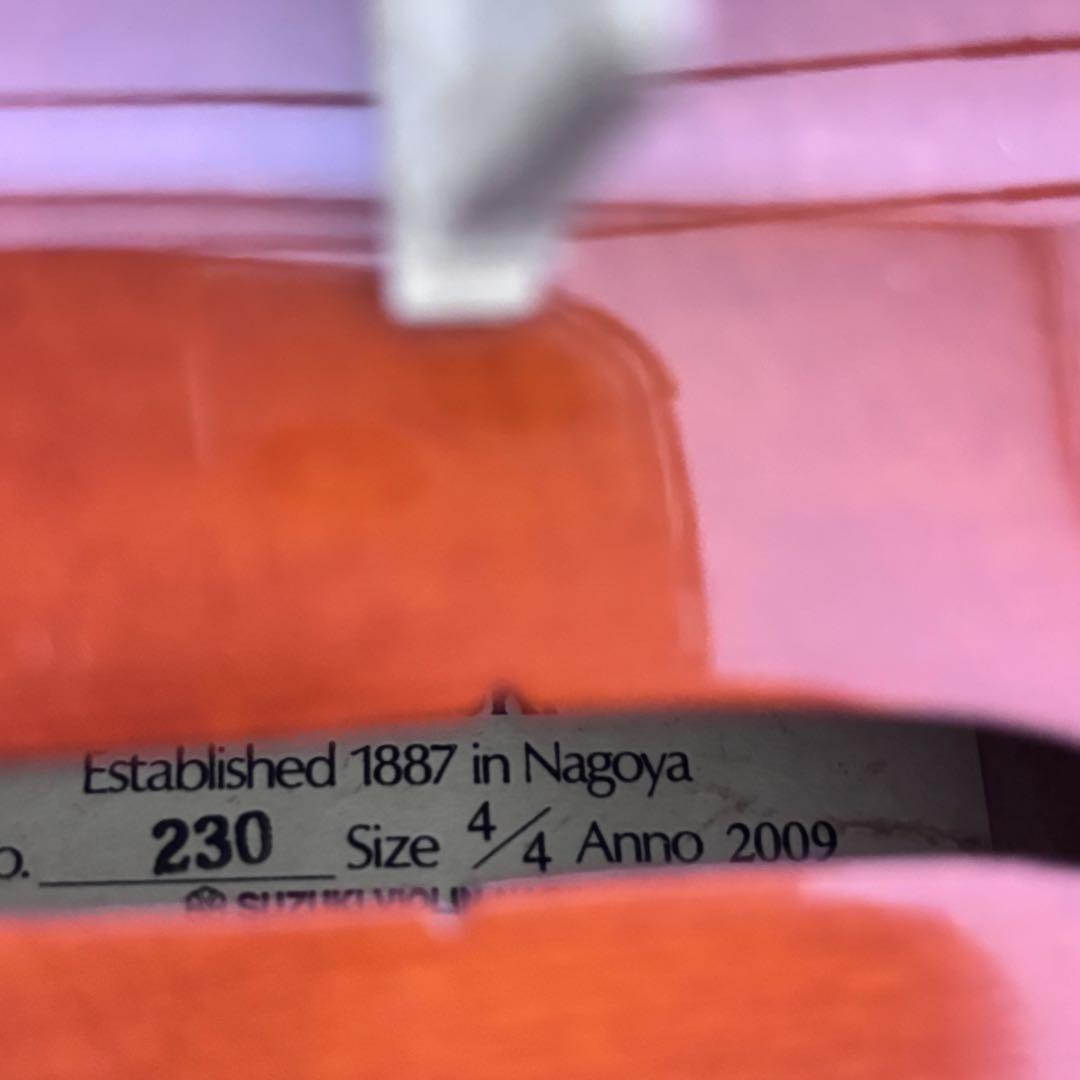 Established 1887 in Nagoya
o. 230 Size 4/4 Anno 2009
SUZUKI VIOLIN